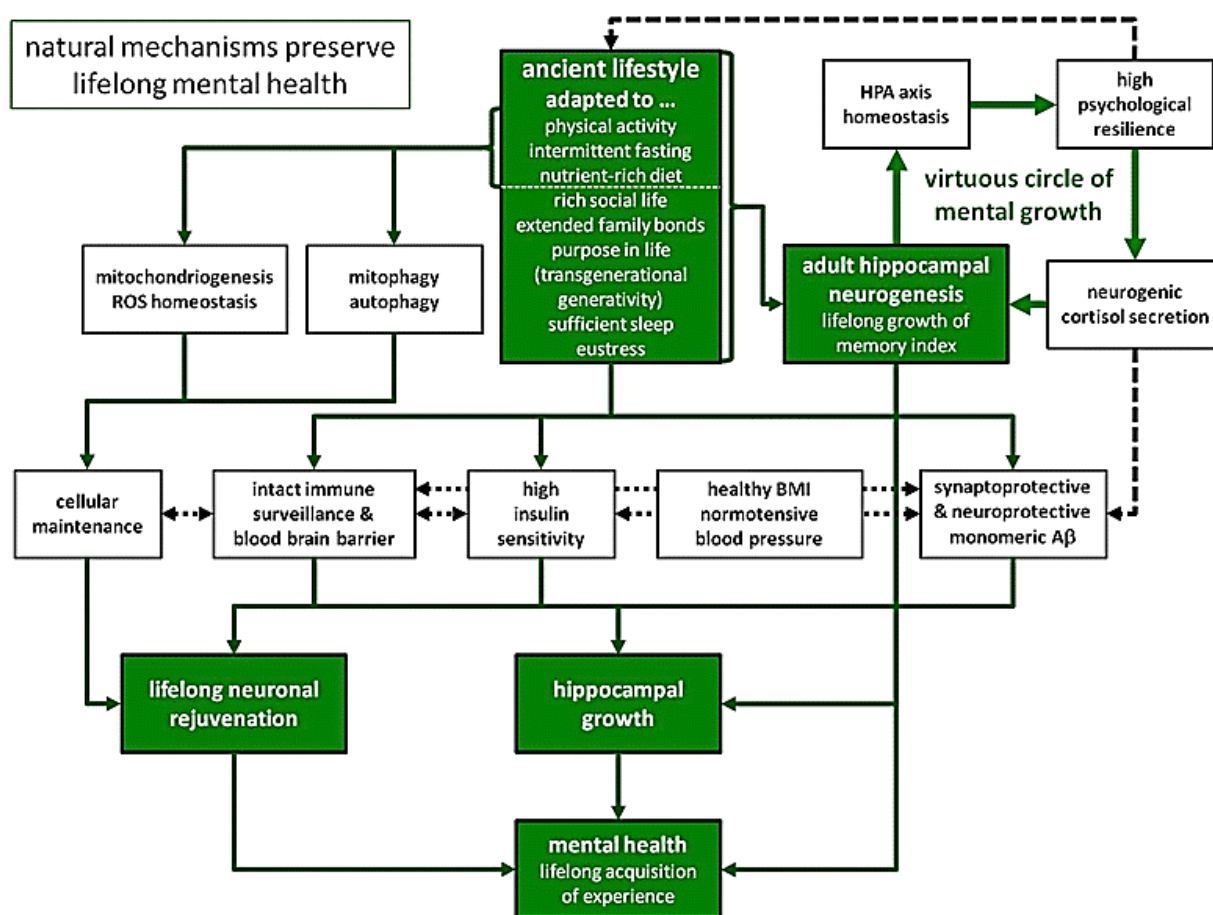 natural mechanisms preserve
lifelong mental health
ancient lifestyle
adapted to ...
physical activity
intermittent fasting
nutrient-rich diet
rich social life
extended family bonds
purpose in life
(transgenerational
generativity)
sufficient sleep
eustress
HPA axis
homeostasis
high
psychological
resilience
virtuous circle of
mental growth
mitochondriogenesis
ROS homeostasis
mitophagy
autophagy
adult hippocampal
neurogenesis
lifelong growth of
memory index
neurogenic
cortisol secretion
cellular
maintenance
intact immune
surveillance &
blood brain barrier
high
insulin
sensitivity
healthy BMI
normotensive
blood pressure
synaptoprotective
& neuroprotective
monomeric Aβ
lifelong neuronal
rejuvenation
hippocampal
growth
mental health
lifelong acquisition
of experience